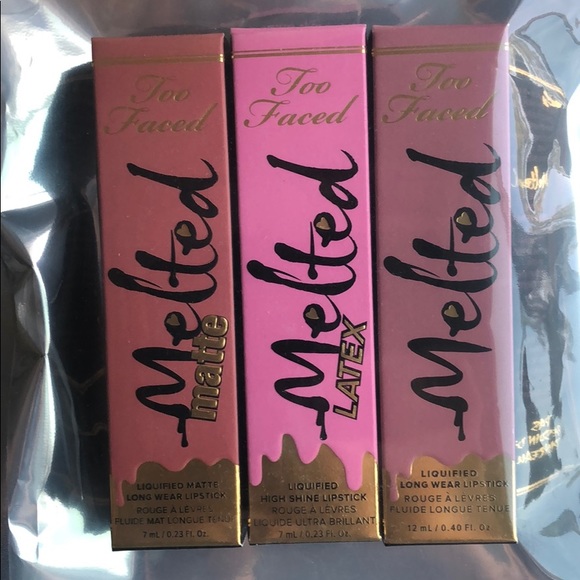 Too
Faced
Melted
matte
LIQUIFIED MATTE
LONG WEAR LIPSTICK
ROUGE À LÈVRES
FLUIDE MAT LONGUE TENUE
7 mL / 0.23 Fl. Oz.
Too
Faced
Melted
LATEX
LIQUIFIED
HIGH SHINE LIPSTICK
ROUGE À LÈVRES
LIQUIDE ULTRA BRILLANT
7 mL / 0.23 Fl. Oz.
Too
Faced
Melted
LIQUIFIED
LONG WEAR LIPSTICK
ROUGE À LÈVRES
FLUIDE LONGUE TENUE
12 mL / 0.40 Fl. Oz.